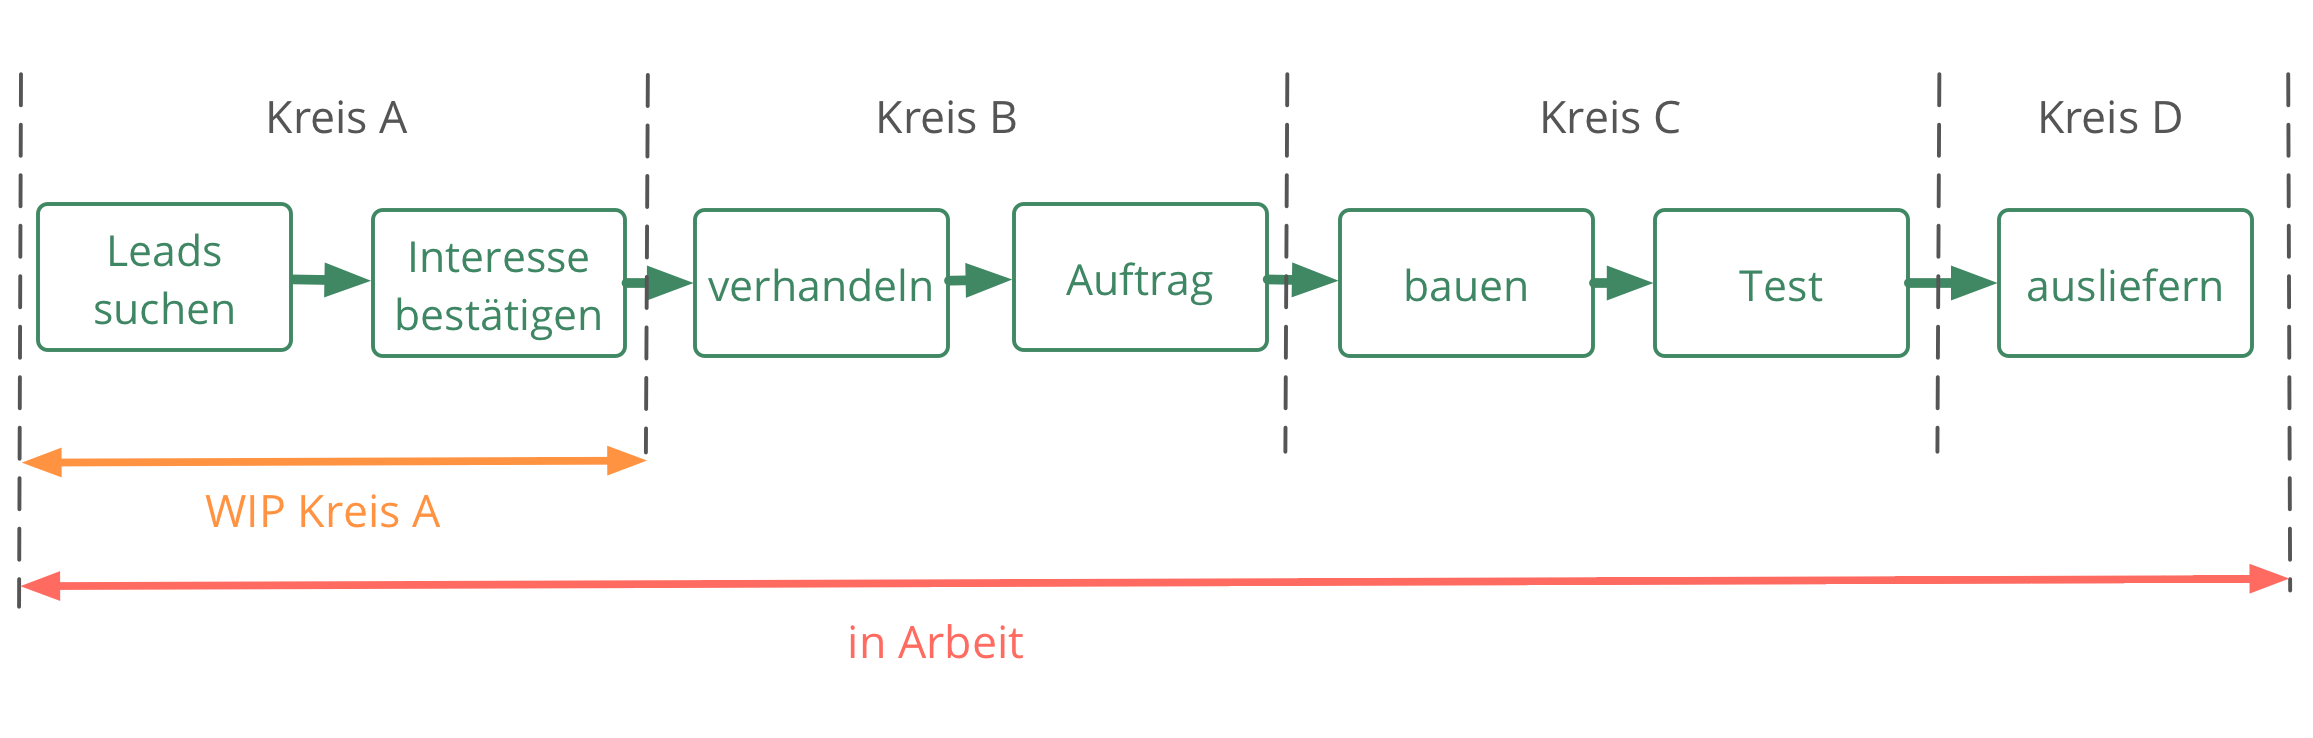 Kreis A
Kreis B
Kreis C
Kreis D
Leads
suchen
Interesse
bestätigen
verhandeln
Auftrag
bauen
Test
ausliefern
WIP Kreis A
in Arbeit